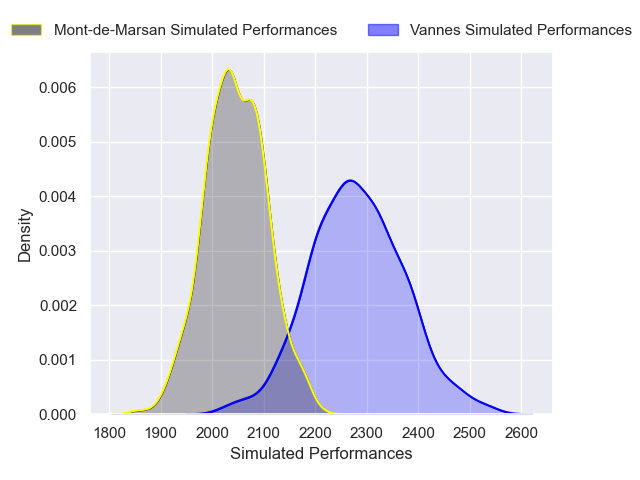 Mont-de-Marsan Simulated Performances
Vannes Simulated Performances
0.006
0.005
0.004
0.003
0.002
0.001
0.000
Density
1800 1900 2000 2100 2200 2300 2400 2500 2600
Simulated Performances